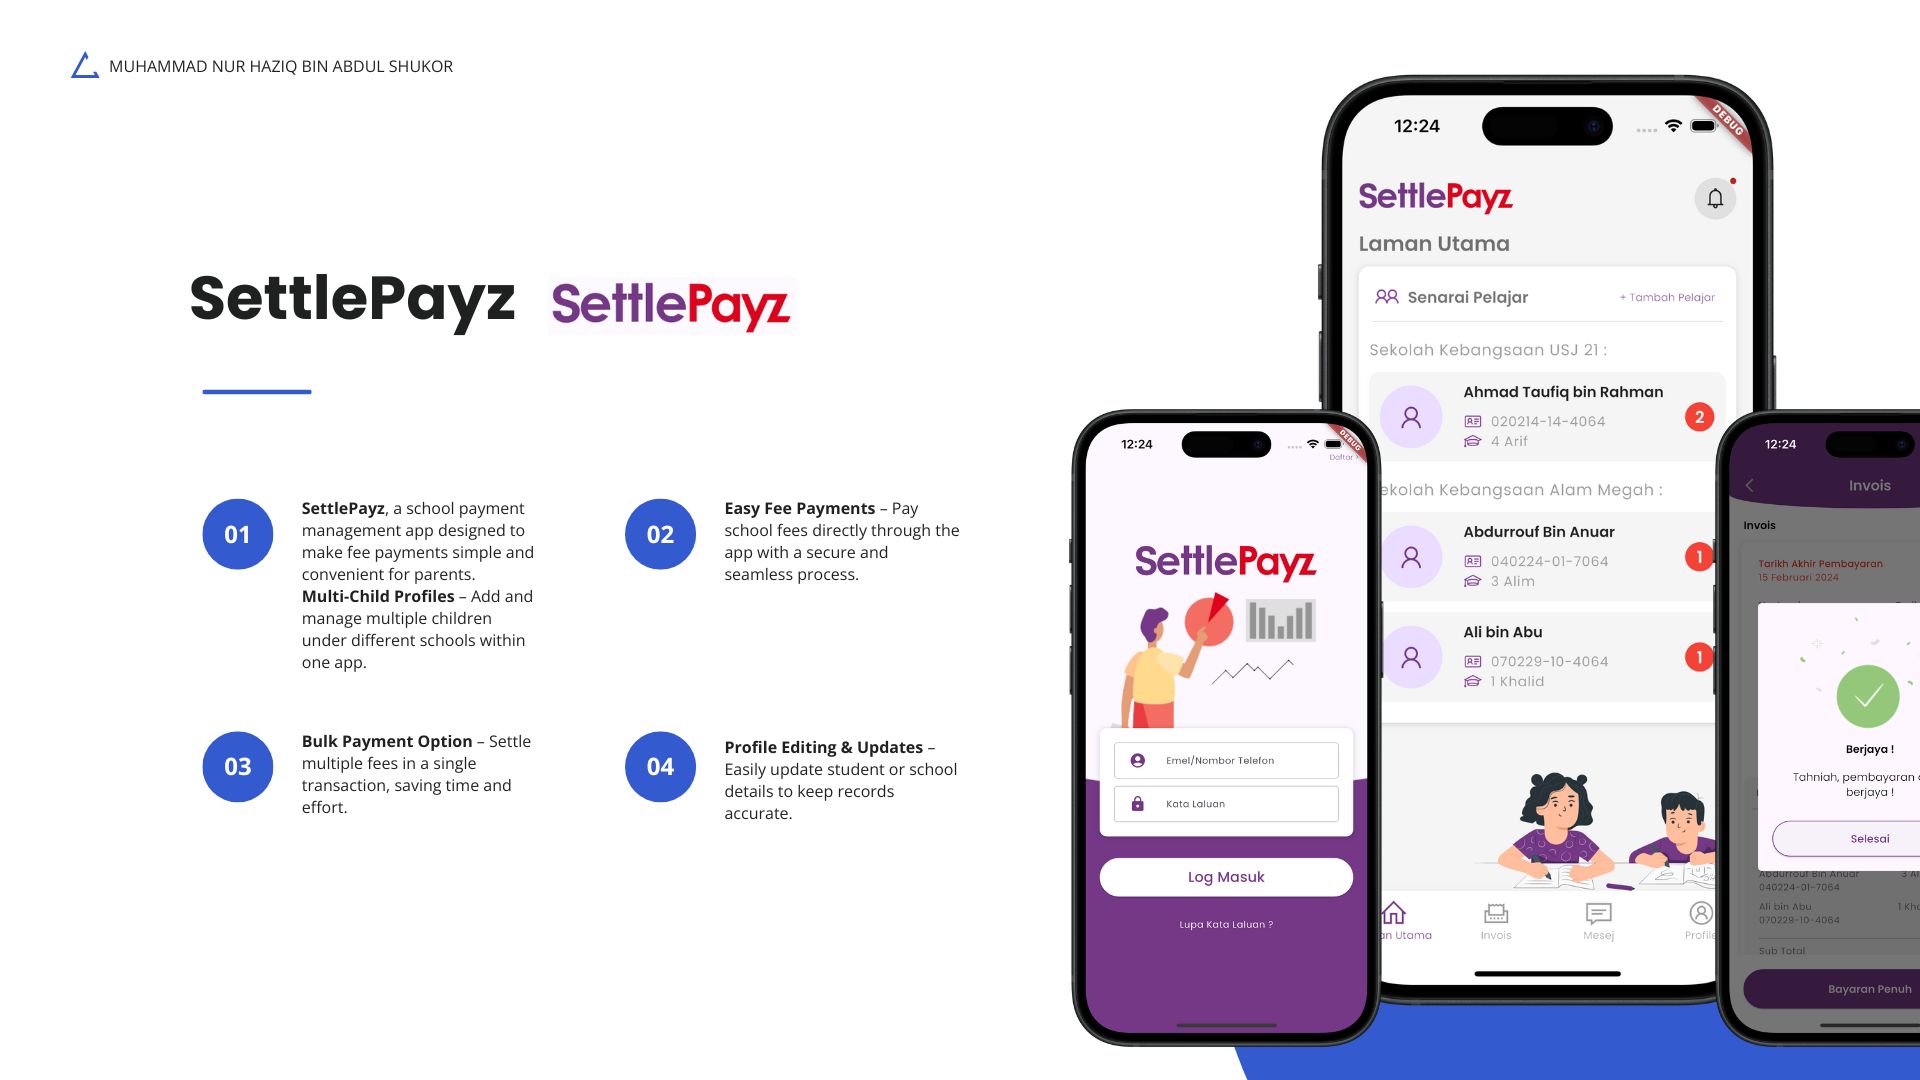 MUHAMMAD NUR HAZIQ BIN ABDUL SHUKOR
SettlePayz
SettlePayz
01
SettlePayz, a school payment
management app designed to
make fee payments simple and
convenient for parents.
Multi-Child Profiles – Add and
manage multiple children
under different schools within
one app.
02
Easy Fee Payments – Pay
school fees directly through the
app with a secure and
seamless process.
03
Bulk Payment Option – Settle
multiple fees in a single
transaction, saving time and
effort.
04
Profile Editing & Updates –
Easily update student or school
details to keep records
accurate.
12:24
DEBUG
Daftar
SettlePayz
Emel/Nombor Telefon
Kata Laluan
Log Masuk
Lupa Kata Laluan ?
12:24
DEBUG
SettlePayz
Laman Utama
Senarai Pelajar
+ Tambah Pelajar
Sekolah Kebangsaan USJ 21 :
Ahmad Taufiq bin Rahman
020214-14-4064
4 Arif
2
ekolah Kebangsaan Alam Megah :
Abdurrouf Bin Anuar
040224-01-7064
3 Alim
1
Ali bin Abu
070229-10-4064
1 Khalid
1
an Utama
Invois
Mesej
Profile
12:24
Invois
Invois
Tarikh Akhir Pembayaran
15 Februari 2024
Berjaya !
Tahniah, pembayaran
berjaya !
Selesai
Abdurrouf Bin Anuar
040224-01-7064
Ali bin Abu
1 Kh
070229-10-4064
Sub Total
Bayaran Penuh